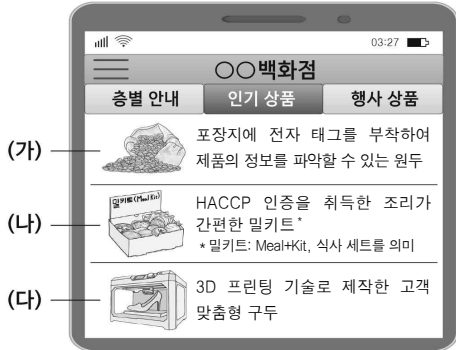 03:27
○○백화점
층별 안내 인기 상품 행사 상품
(가)
포장지에 전자 태그를 부착하여
제품의 정보를 파악할 수 있는 원두
(나)
밀키트(Meal Kit)
HACCP 인증을 취득한 조리가
간편한 밀키트*
* 밀키트: Meal+Kit, 식사 세트를 의미
(다)
3D 프린팅 기술로 제작한 고객
맞춤형 구두